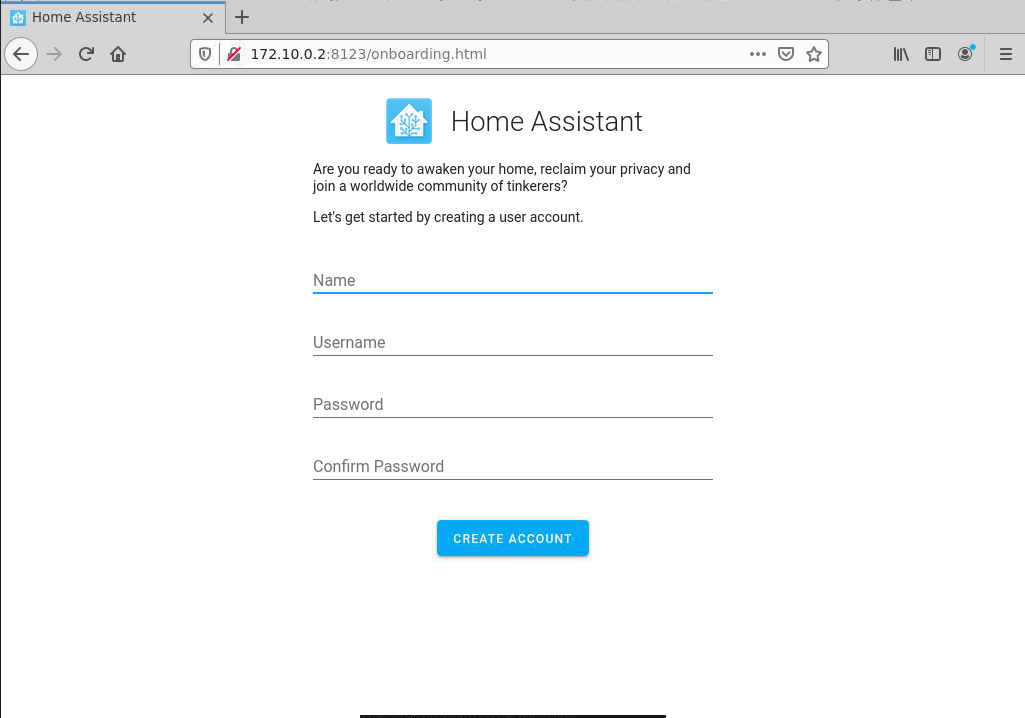 Home Assistant
172.10.0.2:8123/onboarding.html
Home Assistant
Are you ready to awaken your home, reclaim your privacy and
join a worldwide community of tinkerers?
Let's get started by creating a user account.
Name
Username
Password
Confirm Password
CREATE ACCOUNT